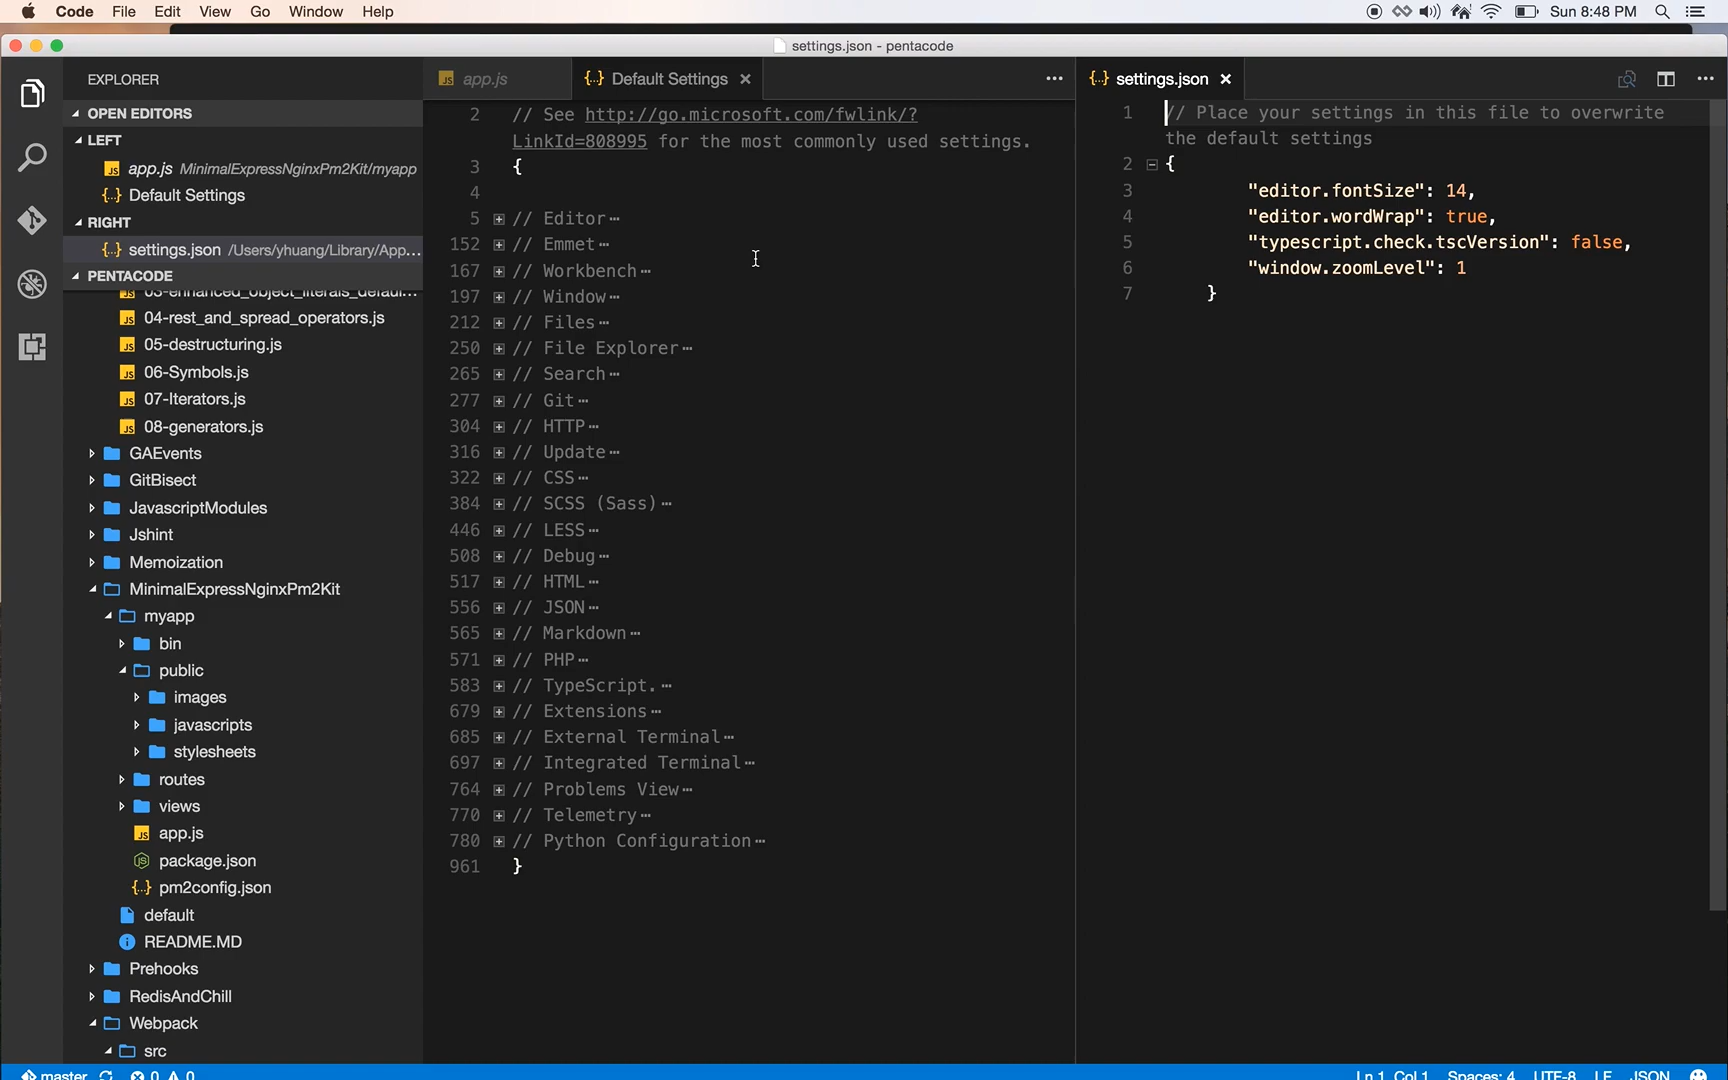 Code File Edit View Go Window Help
Sun 8:48 PM
settings.json - pentacode
EXPLORER
OPEN EDITORS
LEFT
JS app.js MinimalExpressNginxPm2Kit/myapp
{..} Default Settings
RIGHT
{..} settings.json /Users/yhuang/Library/App...
PENTACODE
JS 03-enhanced_object_literals_defaul...
JS 04-rest_and_spread_operators.js
JS 05-destructuring.js
JS 06-Symbols.js
JS 07-Iterators.js
JS 08-generators.js
GAEvents
GitBisect
JavascriptModules
Jshint
Memoization
MinimalExpressNginxPm2Kit
myapp
bin
public
images
javascripts
stylesheets
routes
views
JS app.js
package.json
{..} pm2config.json
default
README.MD
Prehooks
RedisAndChill
Webpack
src
JS app.js
{..} Default Settings
2 // See http://go.microsoft.com/fwlink/?
LinkId=808995 for the most commonly used settings.
3 {
4
5 // Editor…
152 // Emmet…
167 // Workbench…
197 // Window…
212 // Files…
250 // File Explorer…
265 // Search…
277 // Git…
304 // HTTP…
316 // Update…
322 // CSS…
384 // SCSS (Sass)…
446 // LESS…
508 // Debug…
517 // HTML…
556 // JSON…
565 // Markdown…
571 // PHP…
583 // TypeScript.…
679 // Extensions…
685 // External Terminal…
697 // Integrated Terminal…
764 // Problems View…
770 // Telemetry…
780 // Python Configuration…
961 }
{..} settings.json
1 // Place your settings in this file to overwrite
the default settings
2 {
3 "editor.fontSize": 14,
4 "editor.wordWrap": true,
5 "typescript.check.tscVersion": false,
6 "window.zoomLevel": 1
7 }
master 0 0
Ln 1, Col 1 Spaces: 4 UTF-8 LF JSON